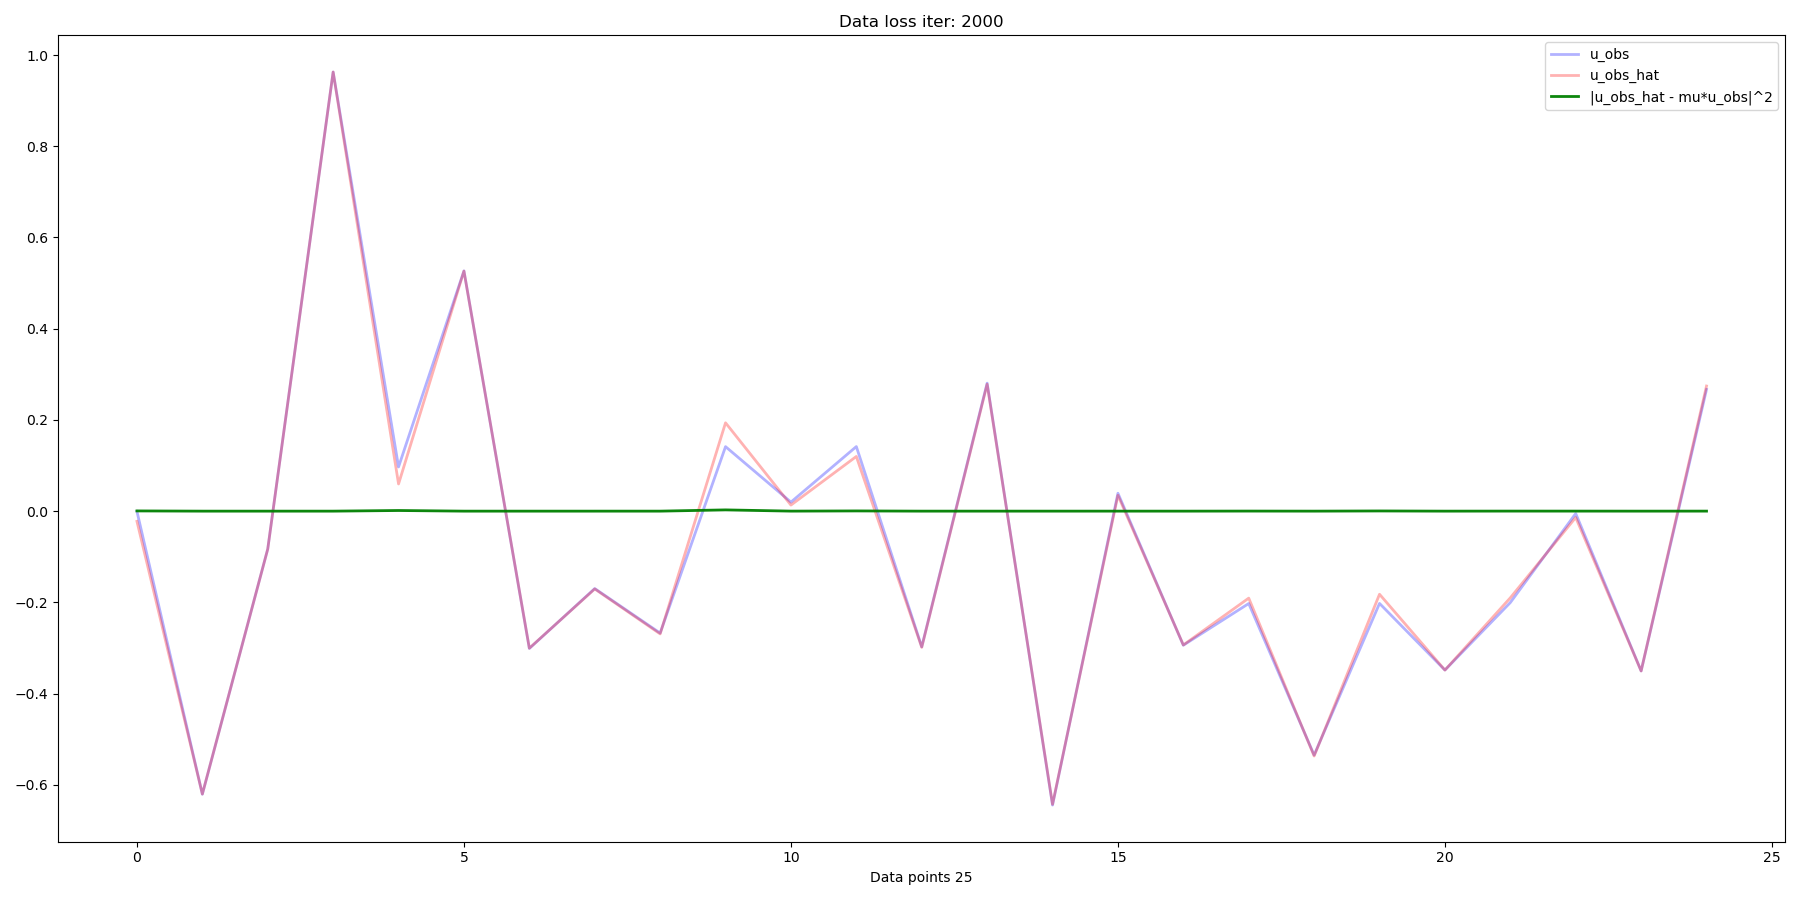 Data loss iter: 2000
u_obs
u_obs_hat
|u_obs_hat - mu*u_obs|^2
1.0
0.8
0.6
0.4
0.2
0.0
−0.2
−0.4
−0.6
0 5 10 15 20 25
Data points 25